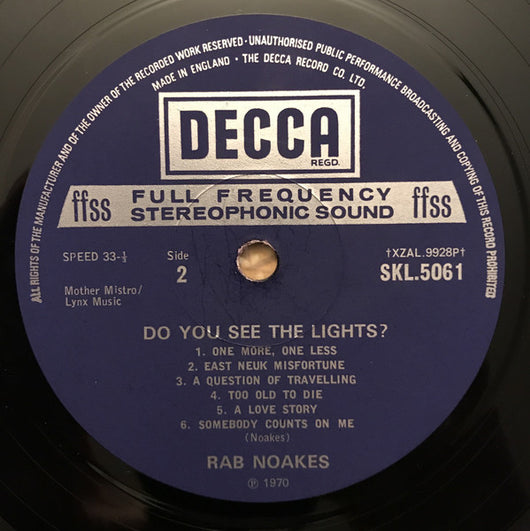 ALL RIGHTS OF THE MANUFACTURER AND OF THE OWNER OF THE RECORDED WORK RESERVED · UNAUTHORISED PUBLIC PERFORMANCE BROADCASTING AND COPYING OF THIS RECORD PROHIBITED
MADE IN ENGLAND · THE DECCA RECORD CO. LTD.
DECCA
REGD.
ffss FULL FREQUENCY ffss
STEREOPHONIC SOUND
SPEED 33-⅓ Side †XZAL.9928P†
2 SKL.5061
Mother Mistro/
Lynx Music
DO YOU SEE THE LIGHTS?
1. ONE MORE, ONE LESS
2. EAST NEUK MISFORTUNE
3. A QUESTION OF TRAVELLING
4. TOO OLD TO DIE
5. A LOVE STORY
6. SOMEBODY COUNTS ON ME
(Noakes)
RAB NOAKES
℗ 1970